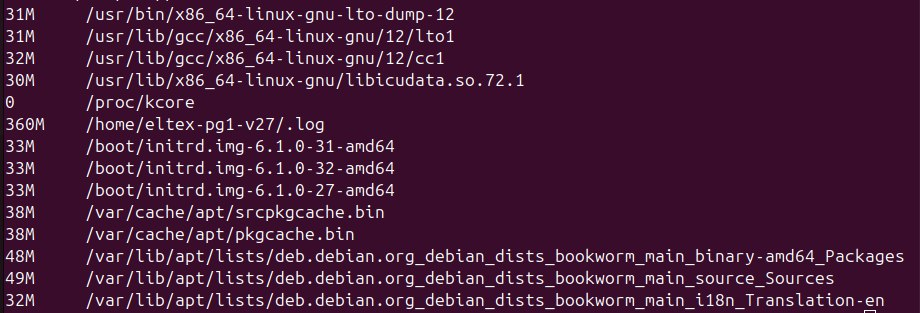 31M /usr/bin/x86_64-linux-gnu-lto-dump-12
31M /usr/lib/gcc/x86_64-linux-gnu/12/lto1
32M /usr/lib/gcc/x86_64-linux-gnu/12/cc1
30M /usr/lib/x86_64-linux-gnu/libicudata.so.72.1
0 /proc/kcore
360M /home/eltex-pg1-v27/.log
33M /boot/initrd.img-6.1.0-31-amd64
33M /boot/initrd.img-6.1.0-32-amd64
33M /boot/initrd.img-6.1.0-27-amd64
38M /var/cache/apt/srcpkgcache.bin
38M /var/cache/apt/pkgcache.bin
48M /var/lib/apt/lists/deb.debian.org_debian_dists_bookworm_main_binary-amd64_Packages
49M /var/lib/apt/lists/deb.debian.org_debian_dists_bookworm_main_source_Sources
32M /var/lib/apt/lists/deb.debian.org_debian_dists_bookworm_main_i18n_Translation-en